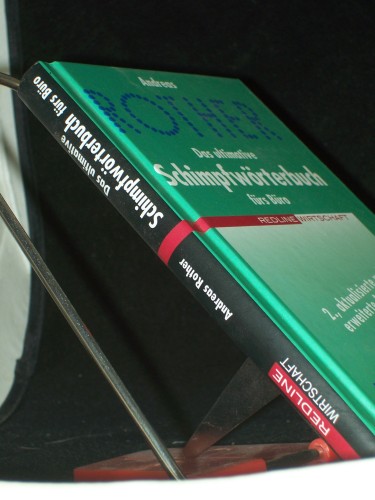 Andreas
ROTHER
Das ultimative
Schimpfwörterbuch
fürs Büro
REDLINE WIRTSCHAFT
2., aktualisierte
erweiterte
Das ultimative
Schimpfwörterbuch fürs Büro
Andreas Rother
REDLINE
WIRTSCHAFT